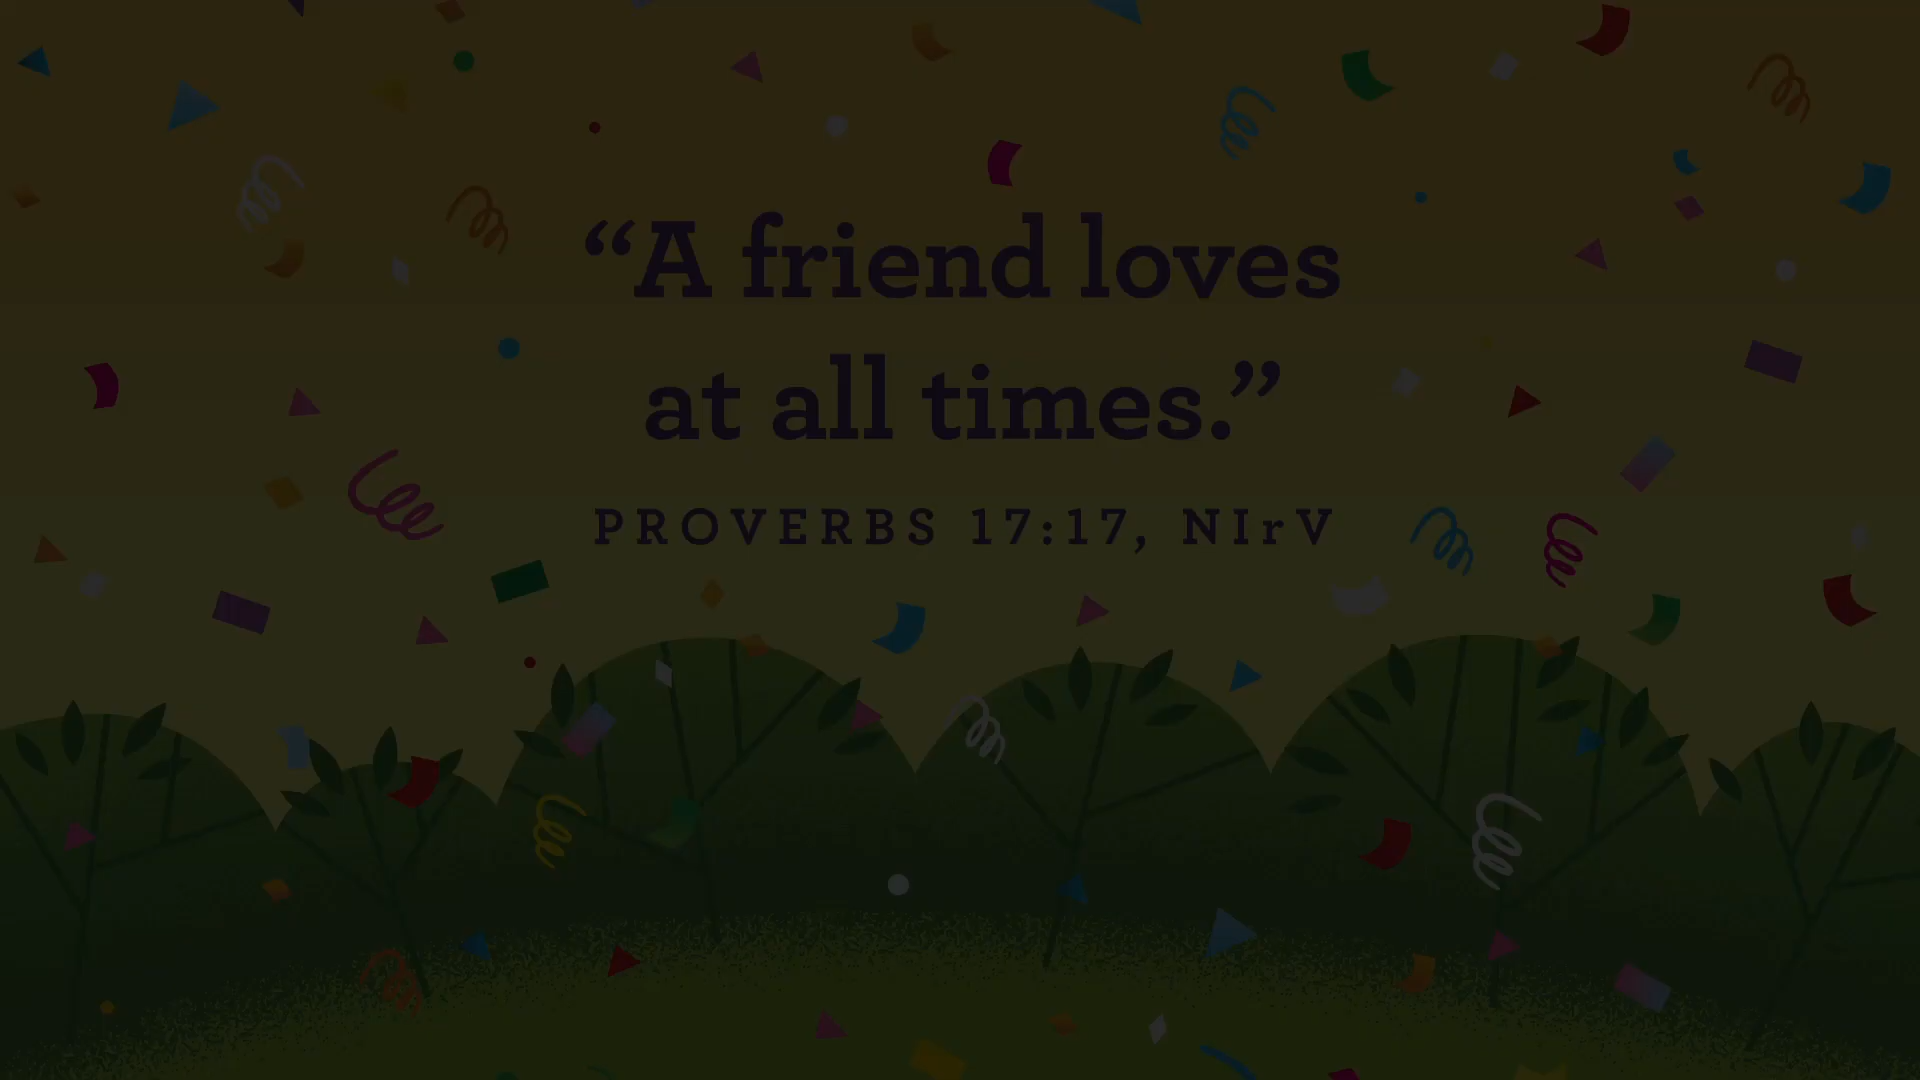 “A friend loves
at all times.”
PROVERBS 17:17, NIrV